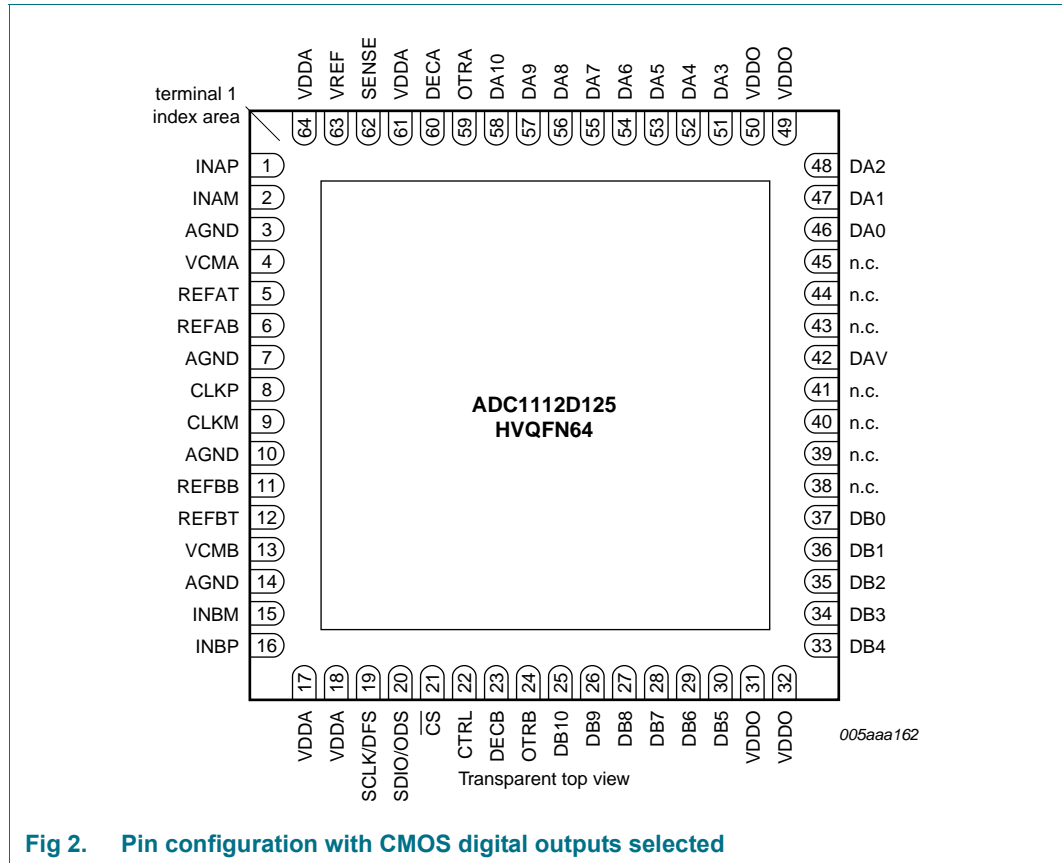 VDDA VREF SENSE VDDA DECA OTRA DA10 DA9 DA8 DA7 DA6 DA5 DA4 DA3 VDDO VDDO
terminal 1
index area
64 63 62 61 60 59 58 57 56 55 54 53 52 51 50 49
INAP 1 48 DA2
INAM 2 47 DA1
AGND 3 46 DA0
VCMA 4 45 n.c.
REFAT 5 44 n.c.
REFAB 6 43 n.c.
AGND 7 42 DAV
CLKP 8 41 n.c.
ADC1112D125
HVQFN64
CLKM 9 40 n.c.
AGND 10 39 n.c.
REFBB 11 38 n.c.
REFBT 12 37 DB0
VCMB 13 36 DB1
AGND 14 35 DB2
INBM 15 34 DB3
INBP 16 33 DB4
17 18 19 20 21 22 23 24 25 26 27 28 29 30 31 32
VDDA VDDA SCLK/DFS SDIO/ODS CS CTRL DECB OTRB DB10 DB9 DB8 DB7 DB6 DB5 VDDO VDDO
005aaa162
Transparent top view
Fig 2. Pin configuration with CMOS digital outputs selected